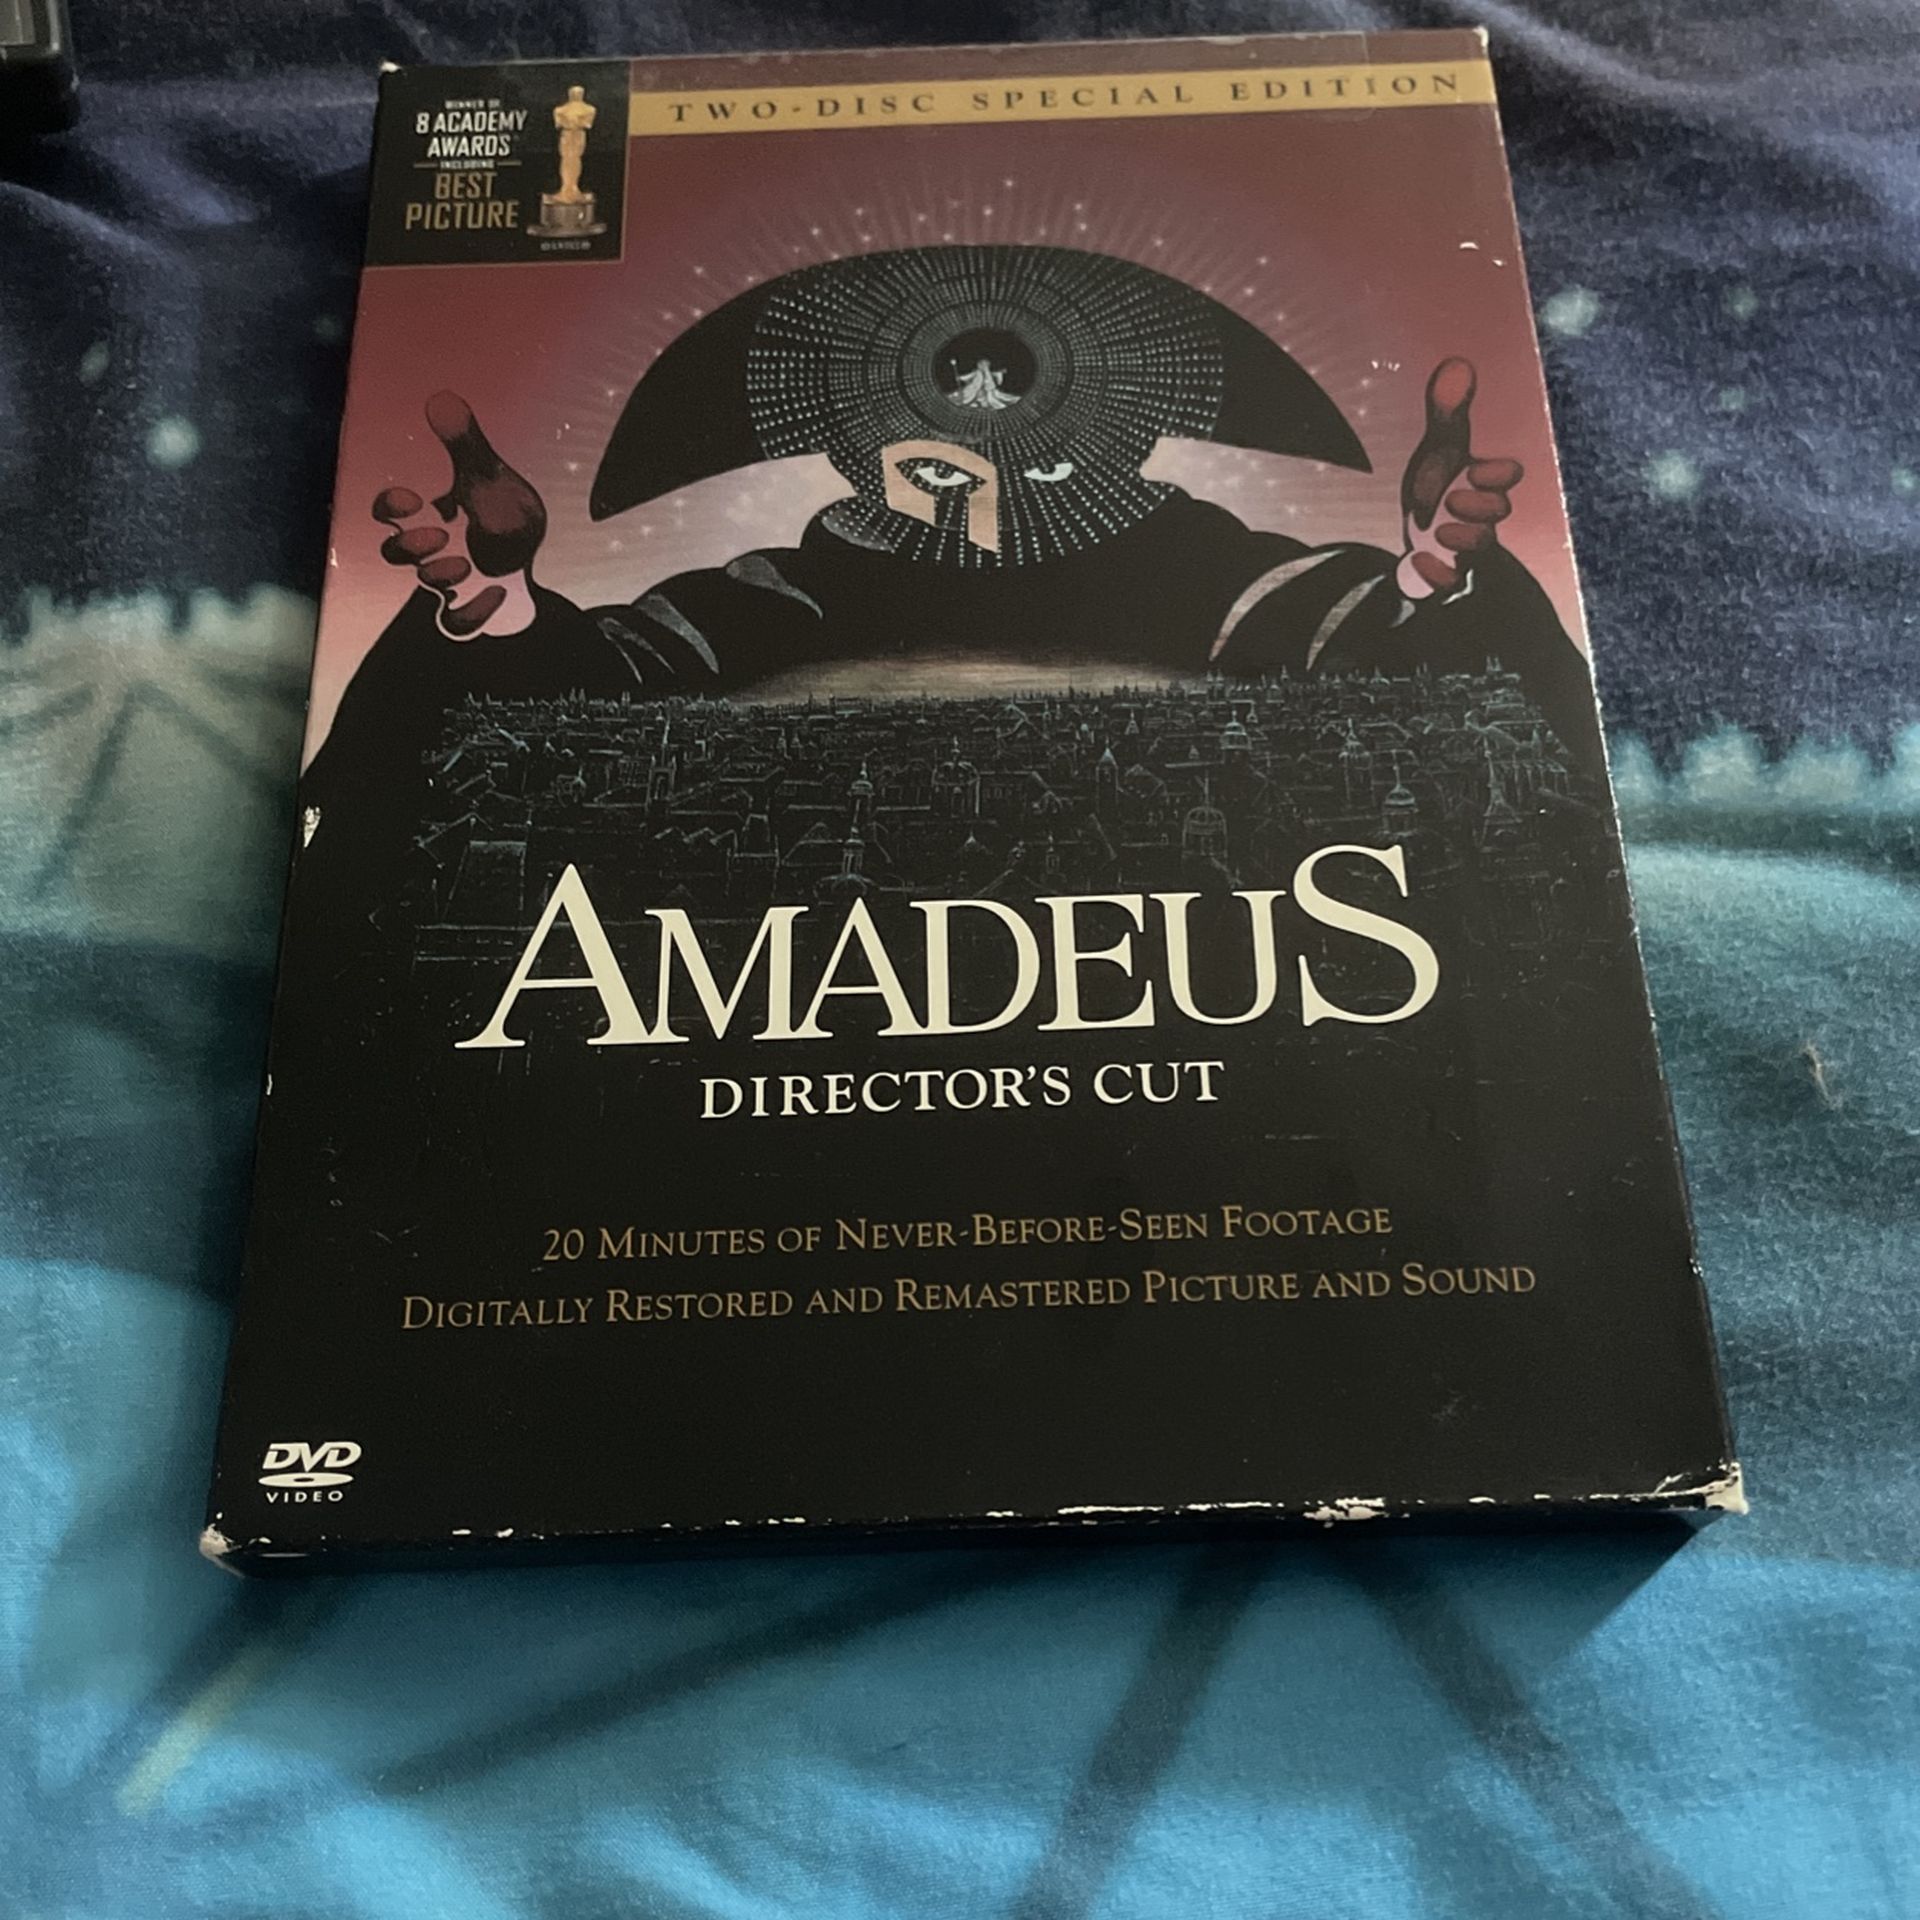 WINNER OF
8 ACADEMY
AWARDS
INCLUDING
BEST
PICTURE
TWO-DISC SPECIAL EDITION
AMADEUS
DIRECTOR'S CUT
20 MINUTES OF NEVER-BEFORE-SEEN FOOTAGE
DIGITALLY RESTORED AND REMASTERED PICTURE AND SOUND
DVD
VIDEO